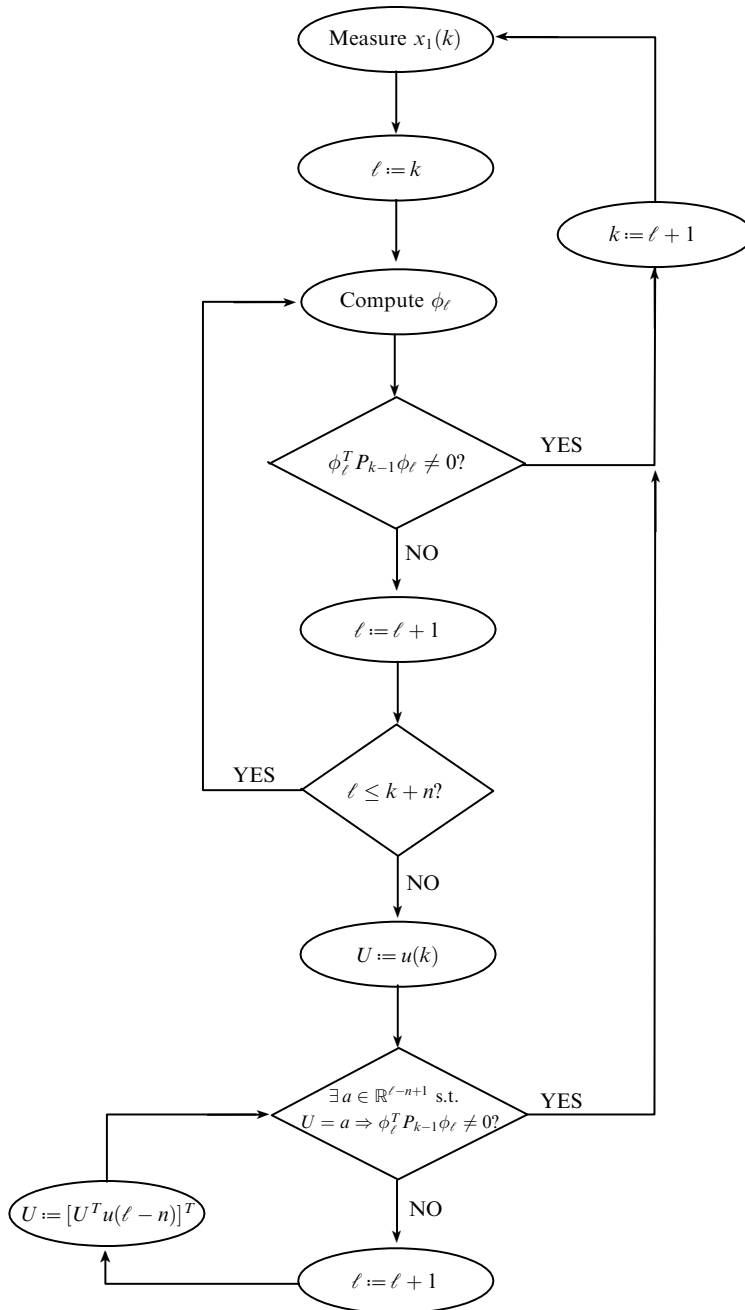 Measure x₁(k)
ℓ := k
k := ℓ + 1
Compute ϕ_ℓ
ϕ_ℓ^T P_{k−1} ϕ_ℓ ≠ 0?
YES
NO
ℓ := ℓ + 1
YES
ℓ ≤ k + n?
NO
U := u(k)
∃ a ∈ ℝ^{ℓ−n+1} s.t.
U = a ⇒ ϕ_ℓ^T P_{k−1} ϕ_ℓ ≠ 0?
YES
NO
U := [U^T u(ℓ − n)]^T
ℓ := ℓ + 1